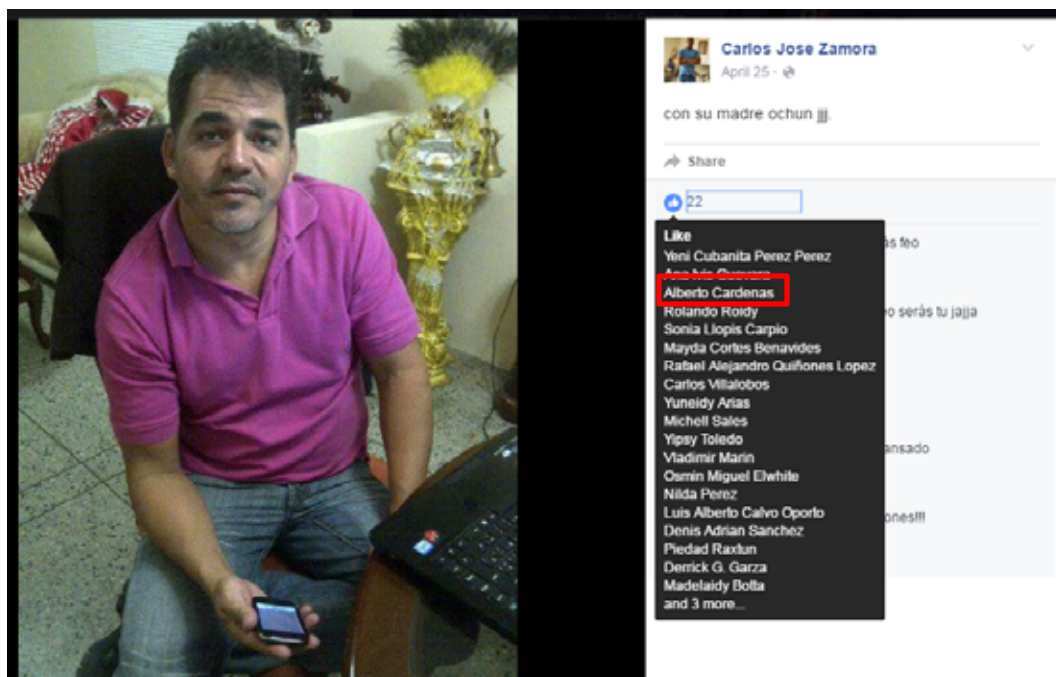 Carlos Jose Zamora
April 25 ·
con su madre ochun jjj.
Share
22
Like
Yeni Cubanita Perez Perez
Alberto Cardenas
Rolando Roidy
Sonia Llopis Carpio
Mayda Cortes Benavides
Rafael Alejandro Quiñones Lopez
Carlos Villalobos
Yuneidy Arias
Michell Sales
Yipsy Toledo
Vladimir Marin
Osmin Miguel Elwhite
Nilda Perez
Luis Alberto Calvo Oporto
Denis Adrian Sanchez
Piedad Raxtun
Derrick G. Garza
Madelaidy Botta
and 3 more...
feo
serás tu jajja